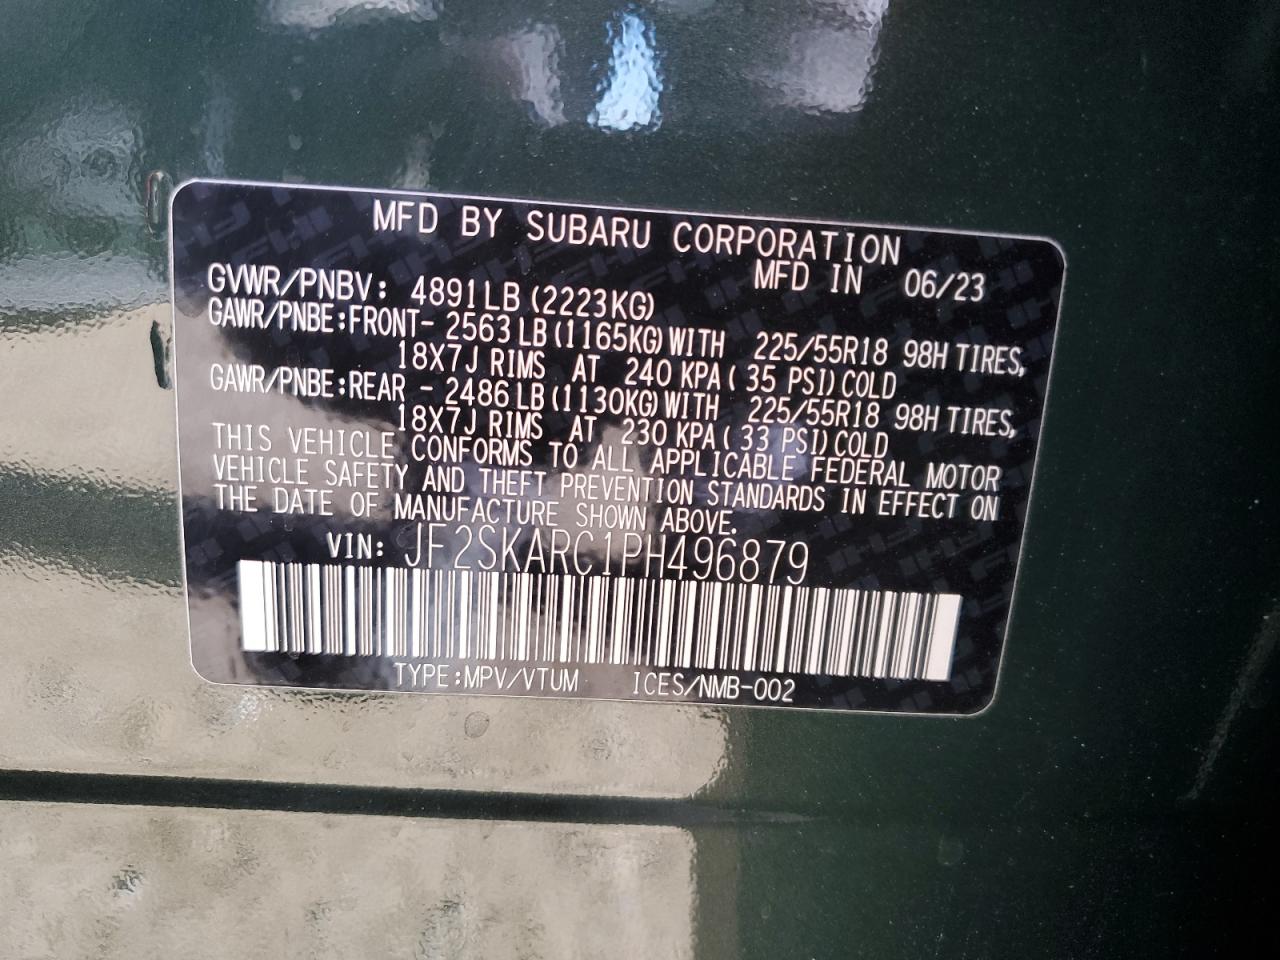 MFD BY SUBARU CORPORATION
MFD IN 06/23
GVWR/PNBV: 4891LB (2223KG)
GAWR/PNBE:FRONT- 2563 LB (1165KG) WITH 225/55R18 98H TIRES,
18X7J RIMS AT 240 KPA ( 35 PSI) COLD
GAWR/PNBE:REAR - 2486 LB (1130KG) WITH 225/55R18 98H TIRES,
18X7J RIMS AT 230 KPA ( 33 PSI) COLD
THIS VEHICLE CONFORMS TO ALL APPLICABLE FEDERAL MOTOR
VEHICLE SAFETY AND THEFT PREVENTION STANDARDS IN EFFECT ON
THE DATE OF MANUFACTURE SHOWN ABOVE.
VIN: JF2SKARC1PH496879
TYPE:MPV/VTUM ICES/NMB-002